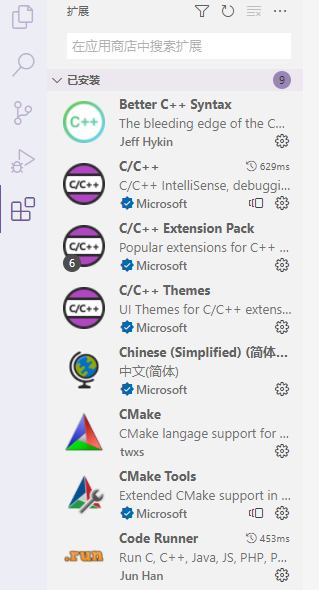 扩展
在应用商店中搜索扩展
已安装 9
C++
Better C++ Syntax
The bleeding edge of the C...
Jeff Hykin
C/C++
C/C++ 629ms
C/C++ IntelliSense, debuggi...
Microsoft
C/C++
6
C/C++ Extension Pack
Popular extensions for C++ ...
Microsoft
C/C++
C/C++ Themes
UI Themes for C/C++ extens...
Microsoft
Chinese (Simplified) (简体...
中文(简体)
Microsoft
CMake
CMake langage support for ...
twxs
CMake Tools
Extended CMake support in ...
Microsoft
.run
Code Runner 453ms
Run C, C++, Java, JS, PHP, P...
Jun Han